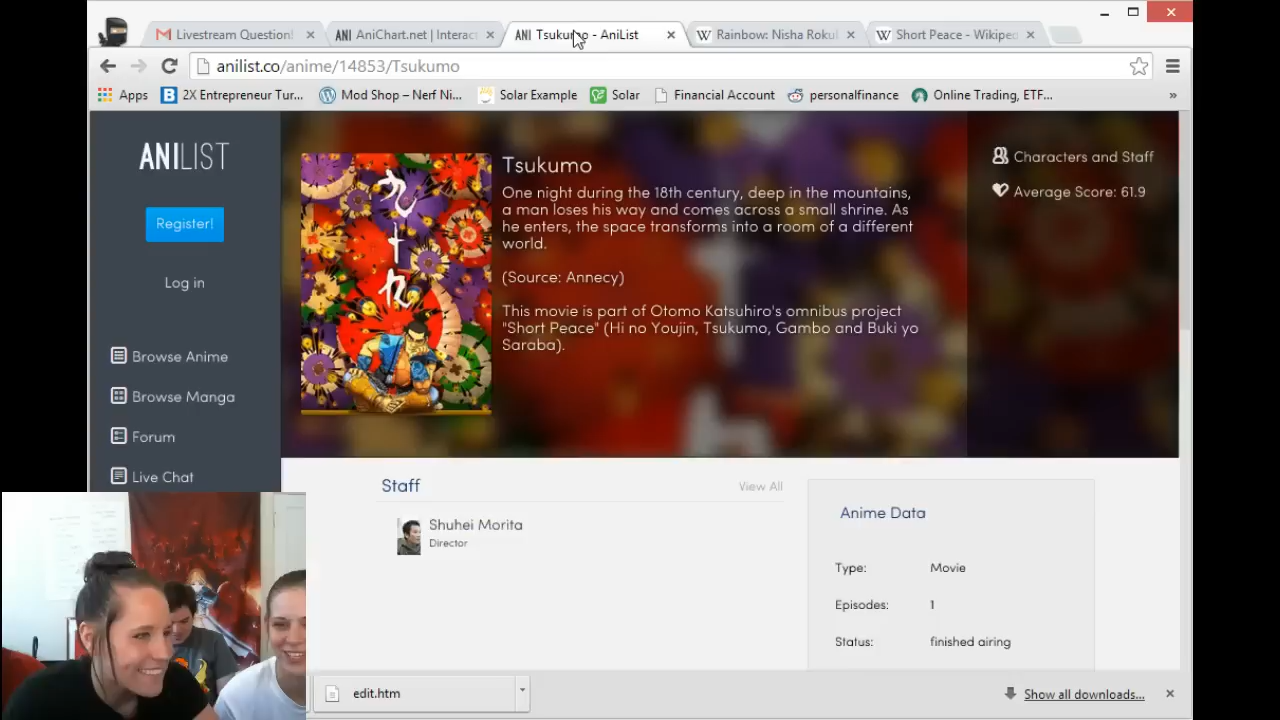 Livestream Question!
ANI AniChart.net | Interact
ANI Tsukumo - AniList
W Rainbow: Nisha Rokul
W Short Peace - Wikiped
anilist.co/anime/14853/Tsukumo
Apps
B 2X Entrepreneur Tur...
Mod Shop – Nerf Ni...
Solar Example
Solar
Financial Account
personalfinance
Online Trading, ETF...
»
ANILIST
Register!
Log in
Browse Anime
Browse Manga
Forum
Live Chat
九十九
Tsukumo
One night during the 18th century, deep in the mountains,
a man loses his way and comes across a small shrine. As
he enters, the space transforms into a room of a different
world.
(Source: Annecy)
This movie is part of Otomo Katsuhiro's omnibus project
"Short Peace" (Hi no Youjin, Tsukumo, Gambo and Buki yo
Saraba).
Characters and Staff
Average Score: 61.9
Staff
View All
Shuhei Morita
Director
Anime Data
Type: Movie
Episodes: 1
Status: finished airing
edit.htm
Show all downloads...